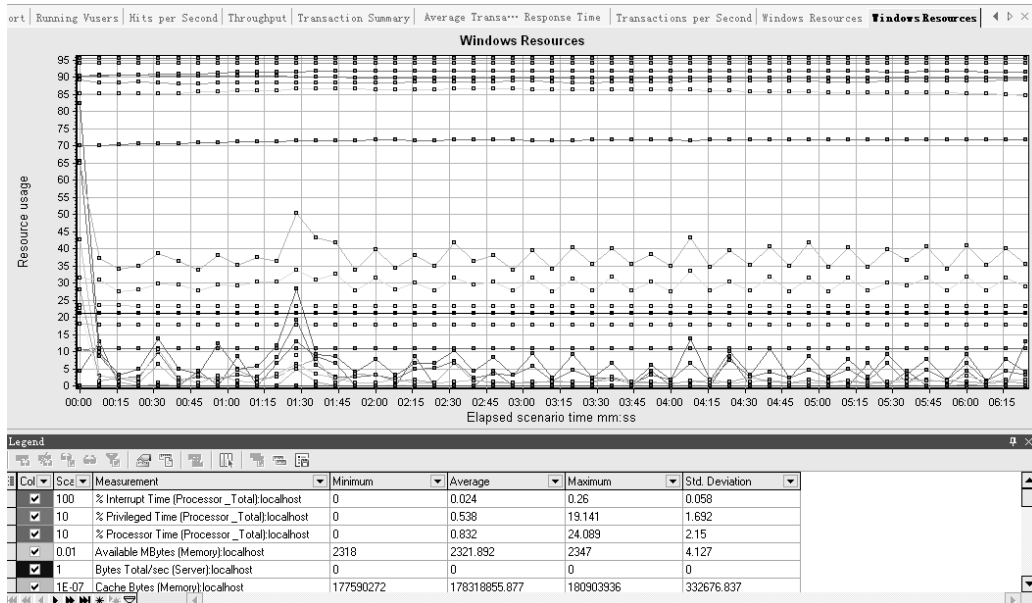 ort Running Vusers Hits per Second Throughput Transaction Summary Average Transa··· Response Time Transactions per Second Windows Resources Windows Resources
Windows Resources
95
90
85
80
75
70
65
60
55
50
45
40
35
30
25
20
15
10
5
0
Resource usage
00:00 00:15 00:30 00:45 01:00 01:15 01:30 01:45 02:00 02:15 02:30 02:45 03:00 03:15 03:30 03:45 04:00 04:15 04:30 04:45 05:00 05:15 05:30 05:45 06:00 06:15
Elapsed scenario time mm:ss
Legend
Col Sca Measurement Minimum Average Maximum Std. Deviation
100 % Interrupt Time (Processor _Total):localhost 0 0.024 0.26 0.058
10 % Privileged Time (Processor _Total):localhost 0 0.538 19.141 1.692
10 % Processor Time (Processor _Total):localhost 0 0.832 24.089 2.15
0.01 Available MBytes (Memory):localhost 2318 2321.892 2347 4.127
1 Bytes Total/sec (Server):localhost 0 0 0 0
1E-07 Cache Bytes (Memory):localhost 177590272 178318855.877 180903936 332676.837